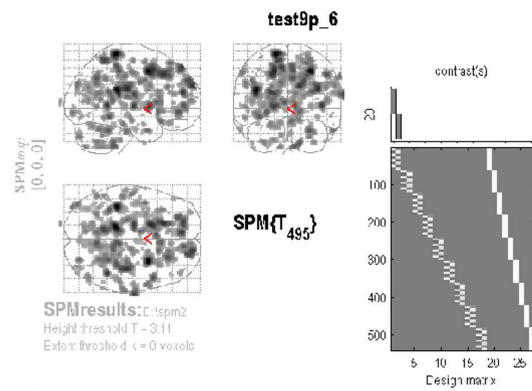 test9p_6
contrast(s)
20
SPMmip
[0, 0, 0]
<
<
<
SPM{T495}
SPMresults: E:\spm2
Height threshold T = 3.11
Extent threshold k = 0 voxels
100
200
300
400
500
5 10 15 20 25
Design matrix